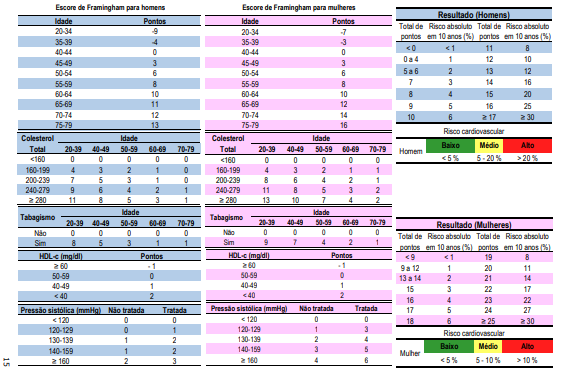 Escore de Framingham para homens
Idade Pontos
20-34 -9
35-39 -4
40-44 0
45-49 3
50-54 6
55-59 8
60-64 10
65-69 11
70-74 12
75-79 13
Colesterol Idade
Total 20-39 40-49 50-59 60-69 70-79
<160 0 0 0 0 0
160-199 4 3 2 1 0
200-239 7 5 3 1 0
240-279 9 6 4 2 1
≥ 280 11 8 5 3 1
Tabagismo Idade
20-39 40-49 50-59 60-69 70-79
Não 0 0 0 0 0
Sim 8 5 3 1 1
HDL-c (mg/dl) Pontos
≥ 60 - 1
50-59 0
40-49 1
< 40 2
Pressão sistólica (mmHg) Não tratada Tratada
< 120 0 0
120-129 0 1
130-139 1 2
140-159 1 2
≥ 160 2 3
Escore de Framingham para mulheres
Idade Pontos
20-34 -7
35-39 -3
40-44 0
45-49 3
50-54 6
55-59 8
60-64 10
65-69 12
70-74 14
75-79 16
Colesterol Idade
Total 20-39 40-49 50-59 60-69 70-79
<160 0 0 0 0 0
160-199 4 3 2 1 1
200-239 8 6 4 2 1
240-279 11 8 5 3 2
≥ 280 13 10 7 4 2
Tabagismo Idade
20-39 40-49 50-59 60-69 70-79
Não 0 0 0 0 0
Sim 9 7 4 2 1
HDL-c (mg/dl) Pontos
≥ 60 - 1
50-59 0
40-49 1
< 40 2
Pressão sistólica (mmHg) Não tratada Tratada
< 120 0 0
120-129 1 3
130-139 2 4
140-159 3 5
≥ 160 4 6
Resultado (Homens)
Total de Risco absoluto Total de Risco absoluto
pontos em 10 anos (%) pontos em 10 anos (%)
< 0 < 1 11 8
0 a 4 1 12 10
5 a 6 2 13 12
7 3 14 16
8 4 15 20
9 5 16 25
10 6 ≥ 17 ≥ 30
Risco cardiovascular
Homem Baixo Médio Alto
< 5 % 5 - 20 % > 20 %
Resultado (Mulheres)
Total de Risco absoluto Total de Risco absoluto
pontos em 10 anos (%) pontos em 10 anos (%)
< 9 < 1 19 8
9 a 12 1 20 11
13 a 14 2 21 14
15 3 22 17
16 4 23 22
17 5 24 27
18 6 ≥ 25 ≥ 30
Risco cardiovascular
Mulher Baixo Médio Alto
< 5 % 5 - 10 % > 10 %
15